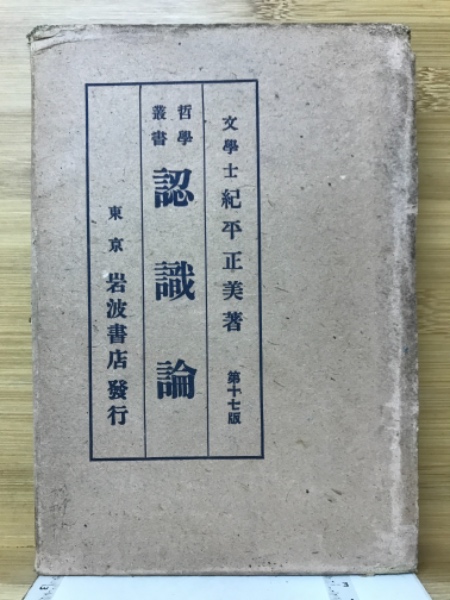 文學士紀平正美著 第十七版
哲學叢書
認識論
東京 岩波書店發行